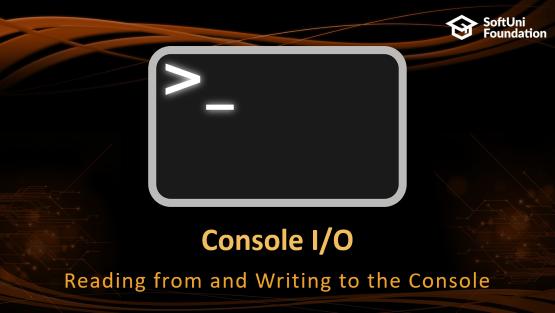 SoftUni
Foundation
>_
Console I/O
Reading from and Writing to the Console